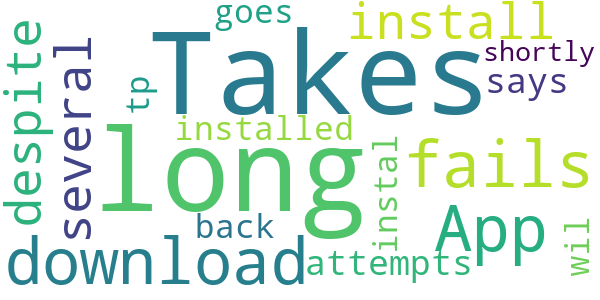 goes
install
Takes
shortly
despite
several
says
tp
installed
long
fails
instal
App
back
wil
download
attempts